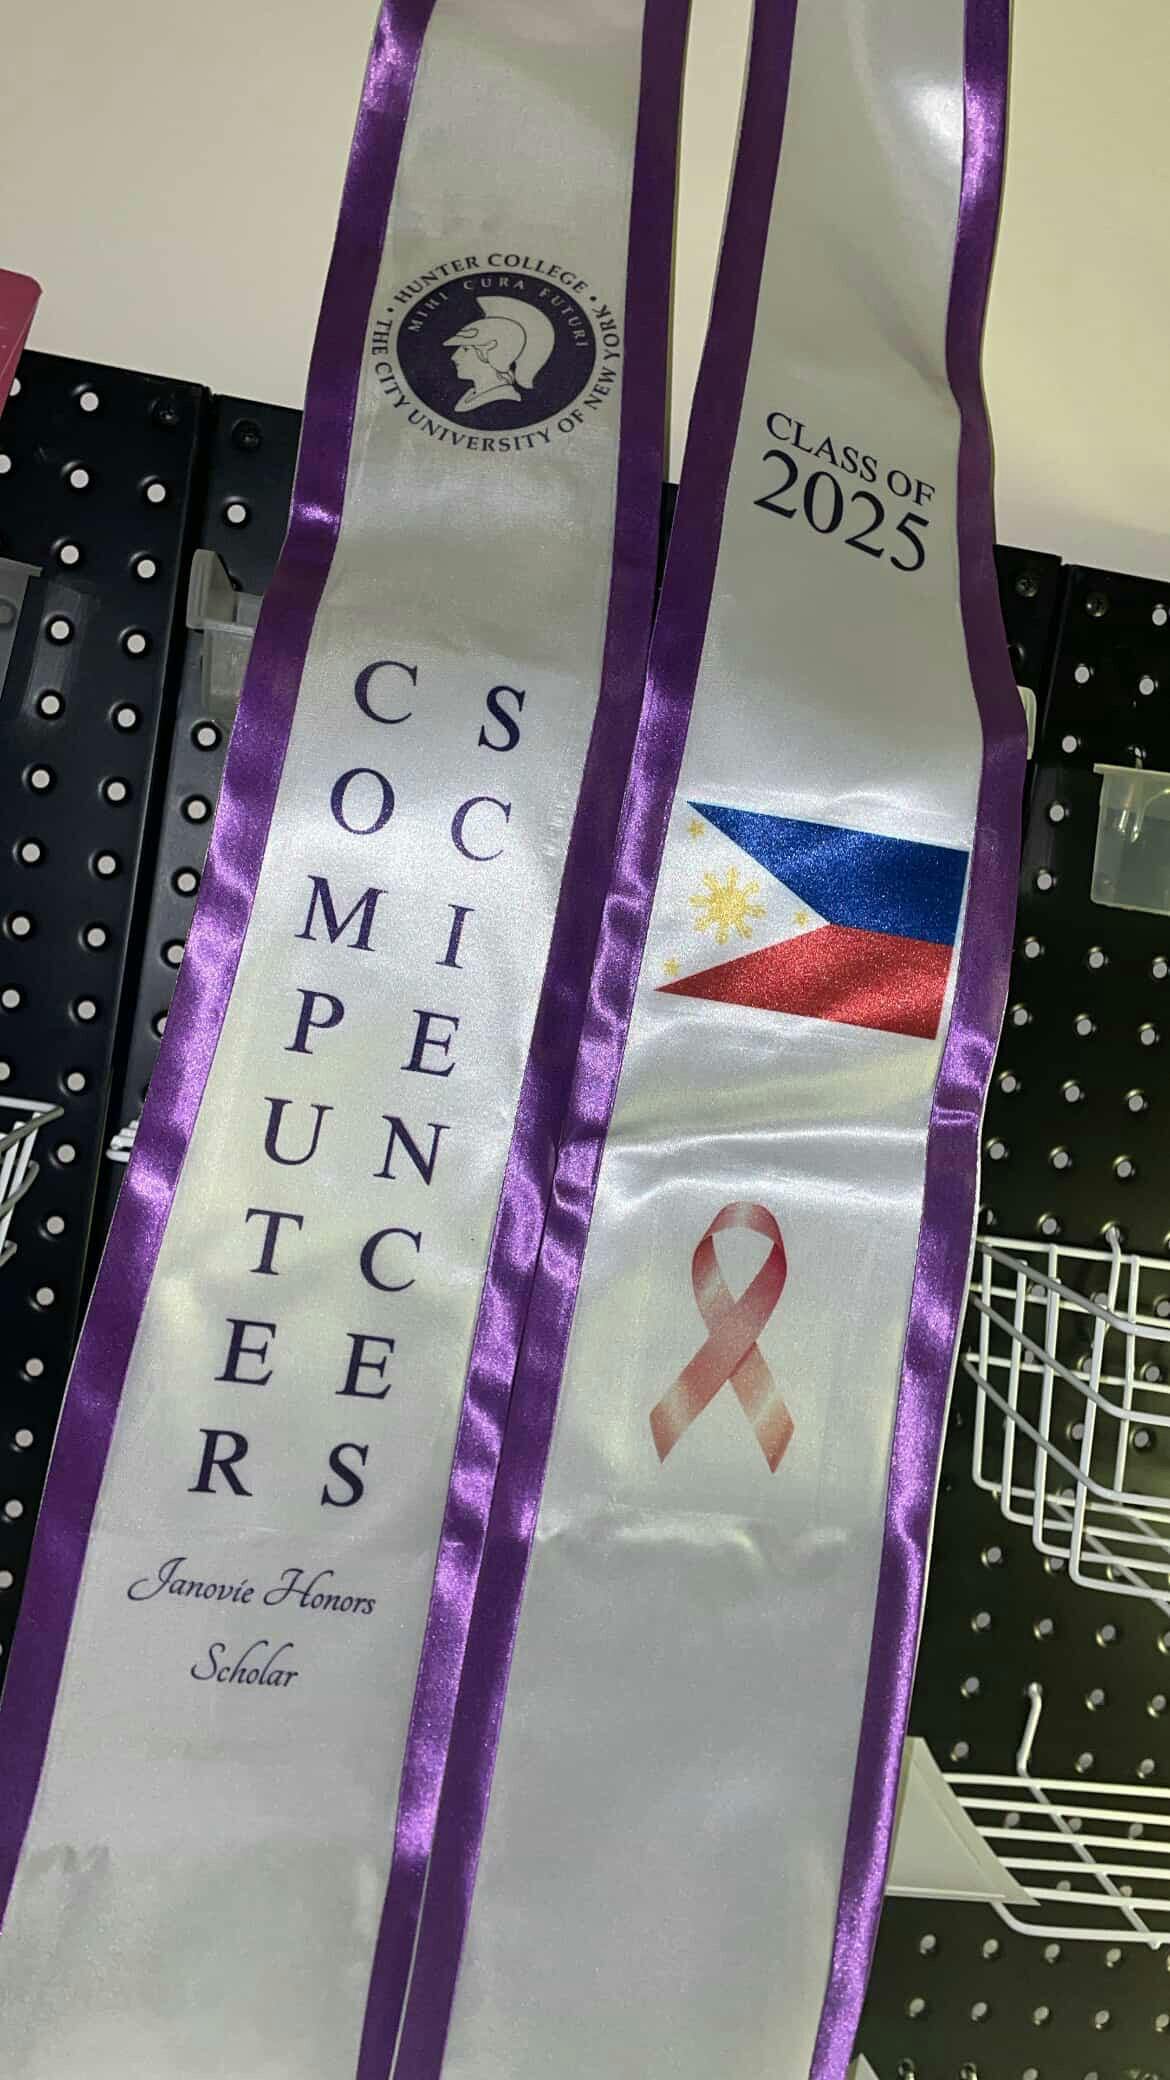 HUNTER COLLEGE • THE CITY UNIVERSITY OF NEW YORK •
MIHI CURA FUTURI
COMPUTER
SCIENCES
Janovie Honors
Scholar
CLASS OF
2025